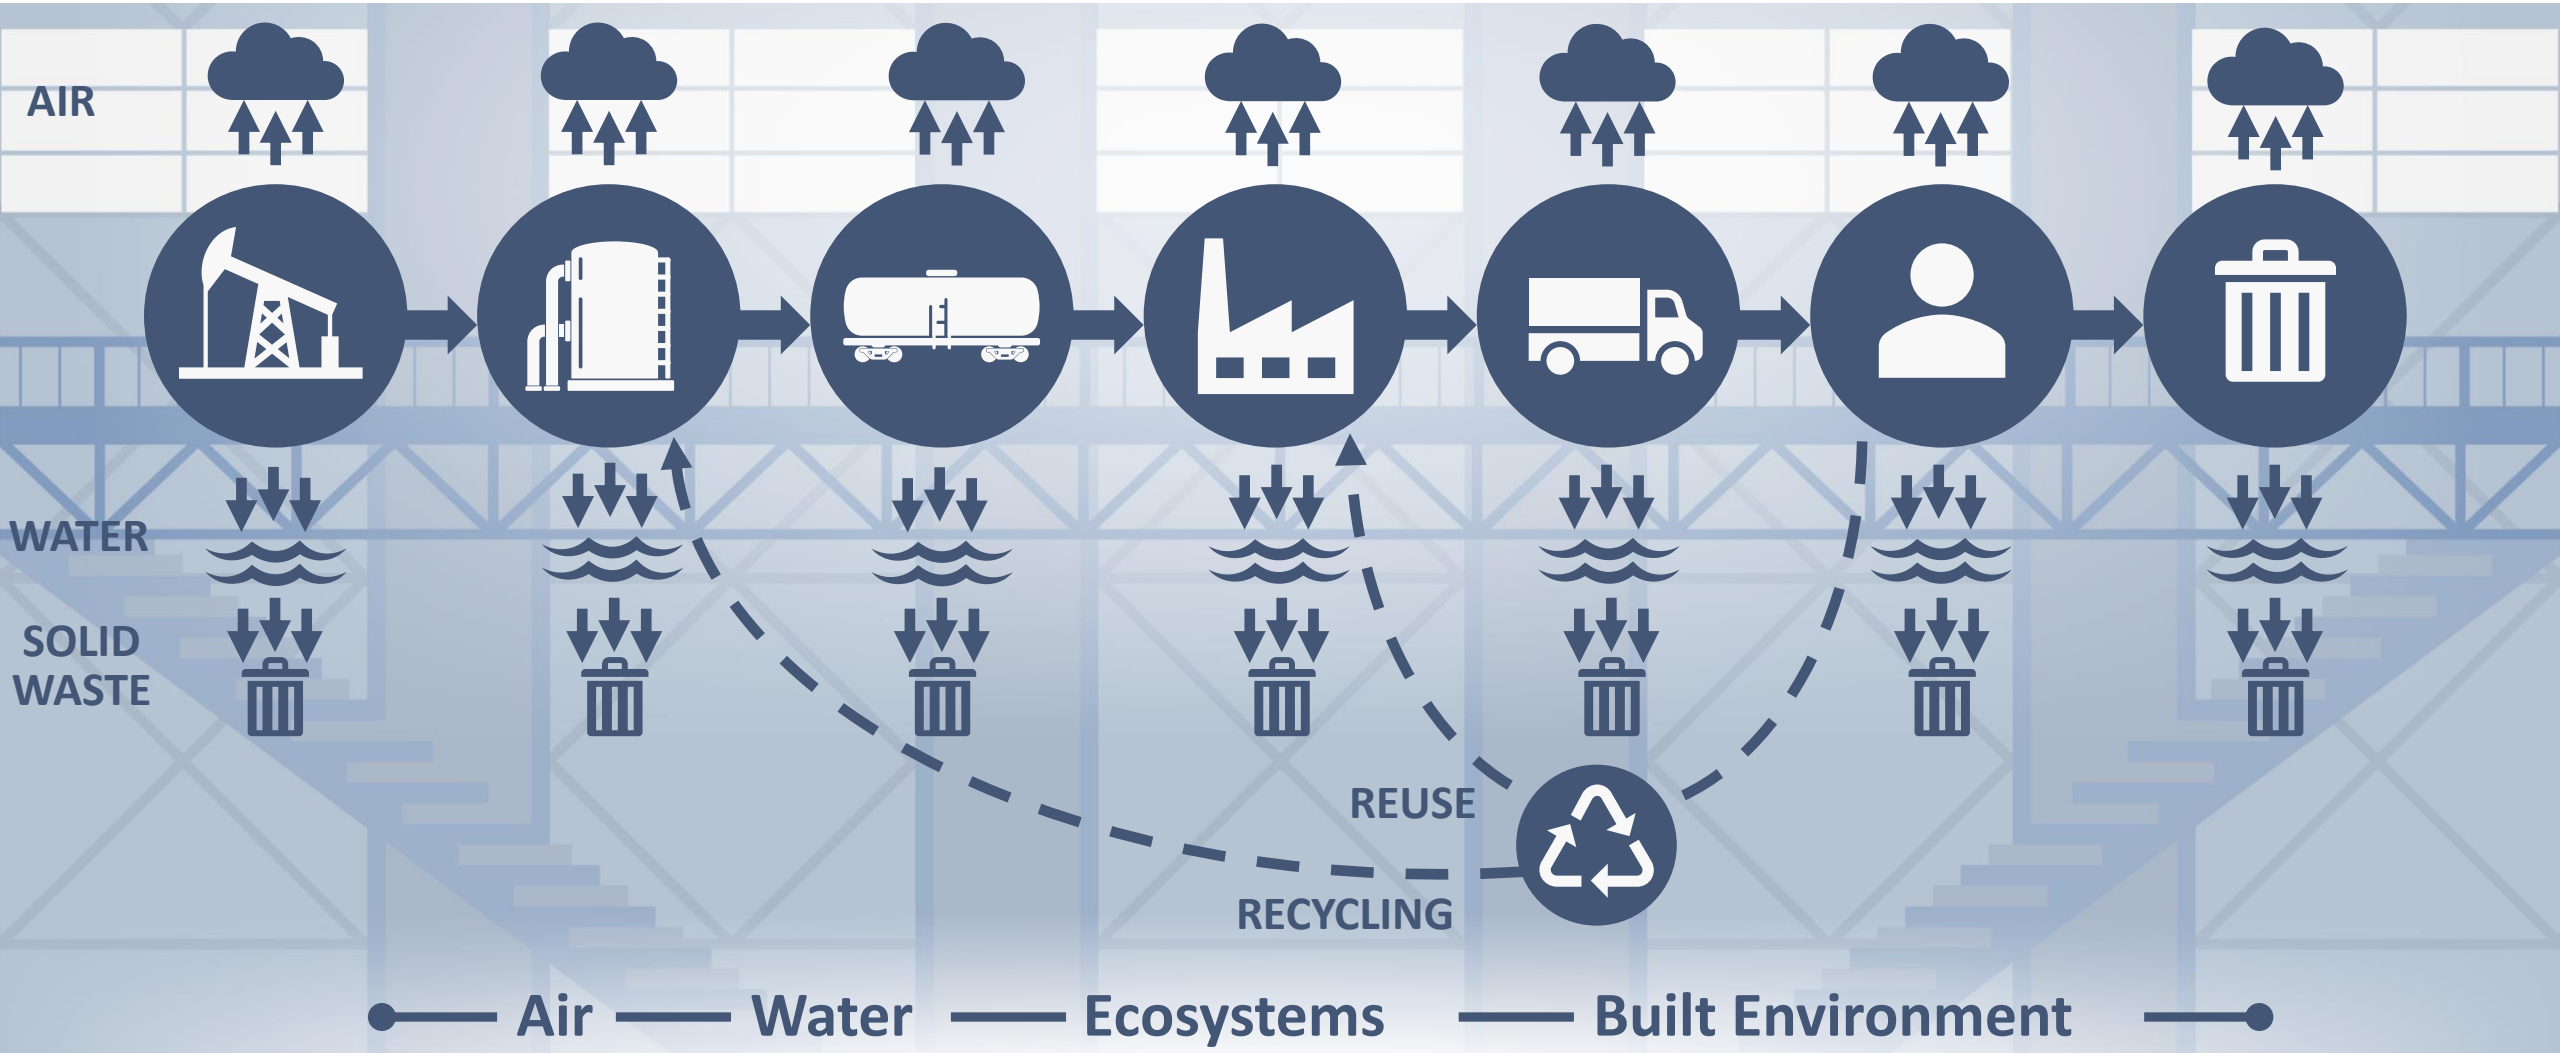 AIR
WATER
SOLID
WASTE
REUSE
RECYCLING
Air Water Ecosystems Built Environment